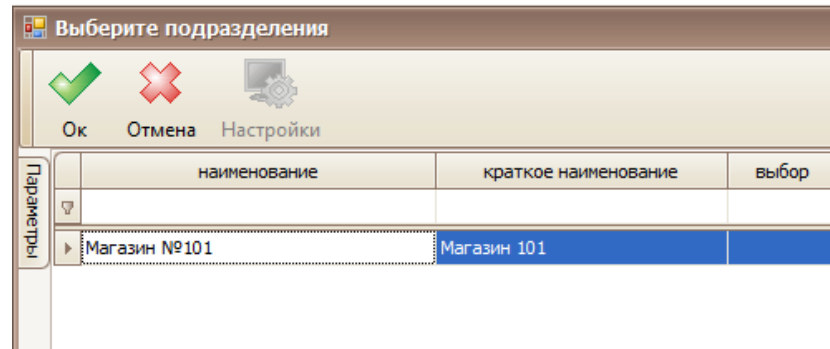 Выберите подразделения
Ок Отмена Настройки
Параметры
наименование краткое наименование выбор
Магазин №101 Магазин 101